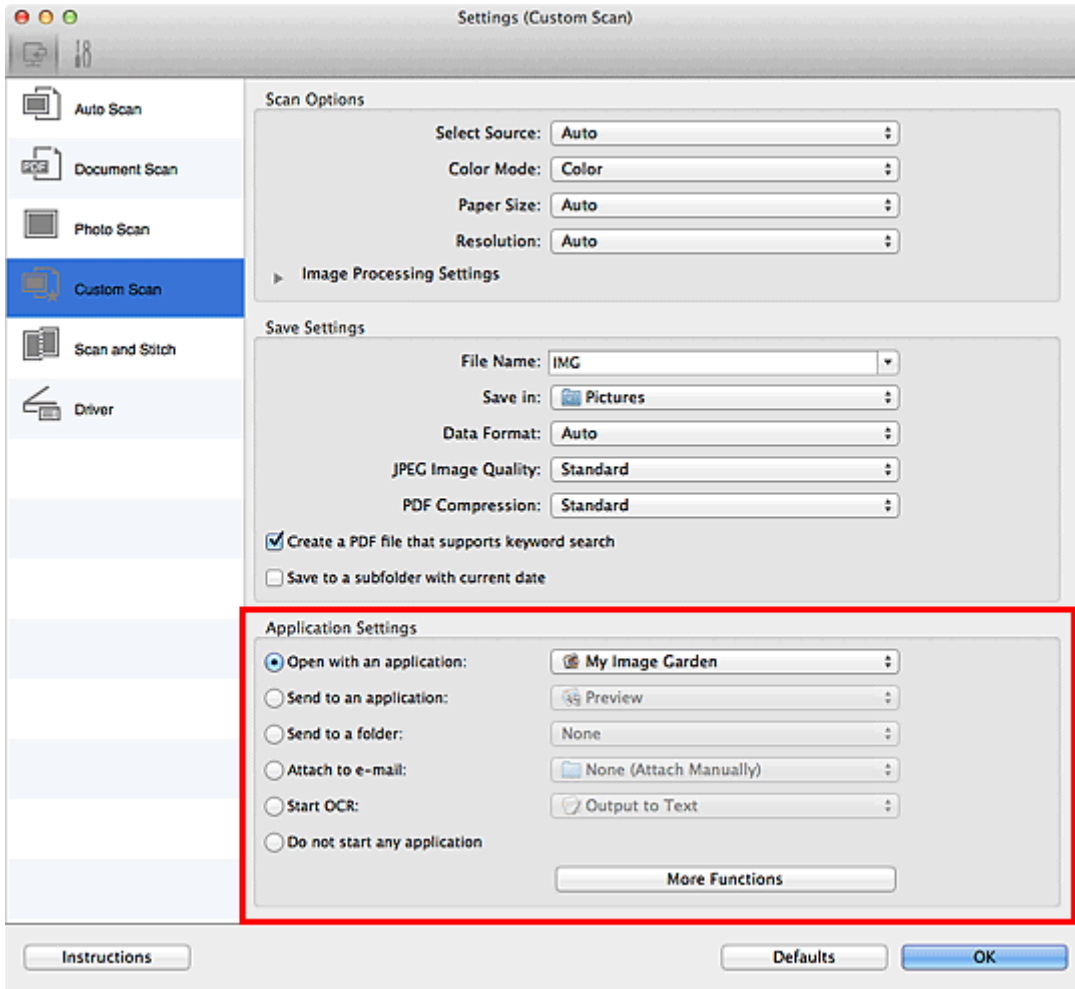 Settings (Custom Scan)
Auto Scan
Document Scan
Photo Scan
Custom Scan
Scan and Stitch
Driver
Scan Options
Select Source: Auto
Color Mode: Color
Paper Size: Auto
Resolution: Auto
Image Processing Settings
Save Settings
File Name: IMG
Save in: Pictures
Data Format: Auto
JPEG Image Quality: Standard
PDF Compression: Standard
Create a PDF file that supports keyword search
Save to a subfolder with current date
Application Settings
Open with an application: My Image Garden
Send to an application: Preview
Send to a folder: None
Attach to e-mail: None (Attach Manually)
Start OCR: Output to Text
Do not start any application
More Functions
Instructions Defaults OK